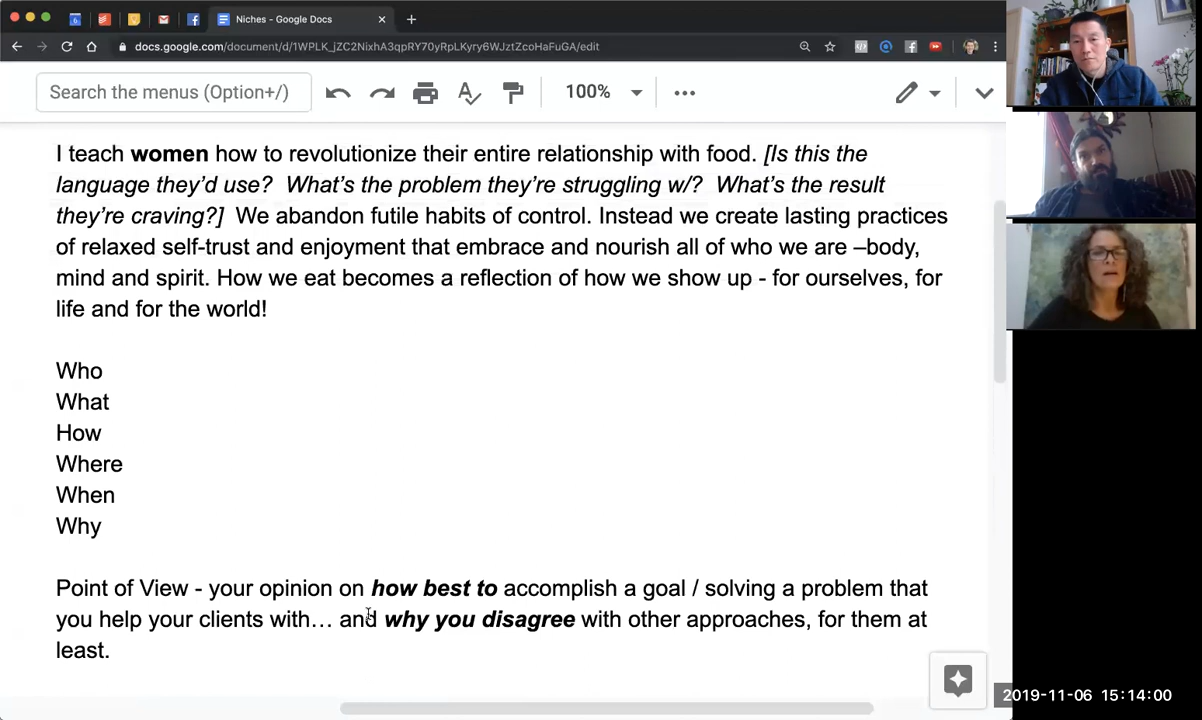 Niches - Google Docs
docs.google.com/document/d/1WPLK_jZC2NixhA3qpRY70yRpLKyry6WJztZcoHaFuGA/edit
Search the menus (Option+/)
100%
I teach women how to revolutionize their entire relationship with food. [Is this the
language they’d use? What’s the problem they’re struggling w/? What’s the result
they’re craving?] We abandon futile habits of control. Instead we create lasting practices
of relaxed self-trust and enjoyment that embrace and nourish all of who we are –body,
mind and spirit. How we eat becomes a reflection of how we show up - for ourselves, for
life and for the world!
Who
What
How
Where
When
Why
Point of View - your opinion on how best to accomplish a goal / solving a problem that
you help your clients with… and why you disagree with other approaches, for them at
least.
2019-11-06 15:14:00